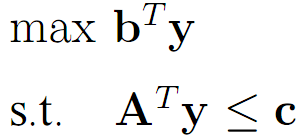 max b^T y
s.t. A^T y ≤ c